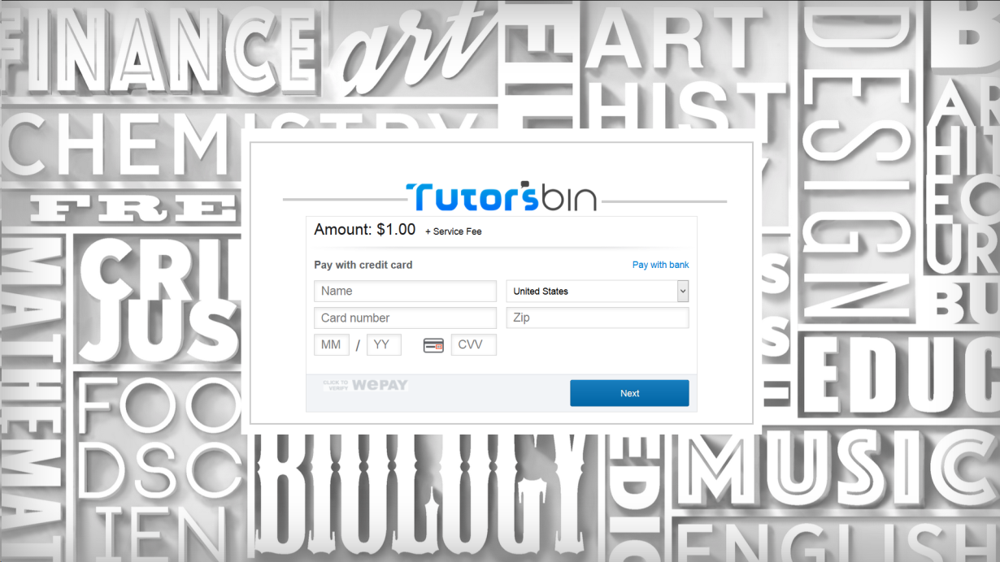 FINANCE
art
ART
HIST
DESIGN
CHEMISTRY
FRE
CRI
JUS
MATHEMAT
FOO
DSC
IEN
BU
EDUC
BIOLOGY
EDIC
MUSIC
ENGLISH
Tutor'sbin
Amount: $1.00 + Service Fee
Pay with credit card Pay with bank
Name United States
Card number Zip
MM / YY CVV
CLICK TO VERIFY WePAY
Next